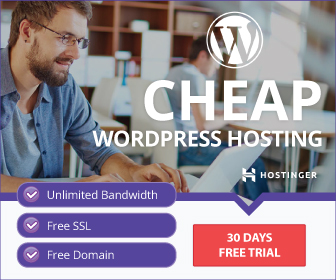 CHEAP
WORDPRESS HOSTING
HOSTINGER
Unlimited Bandwidth
Free SSL
Free Domain
30 DAYS
FREE TRIAL